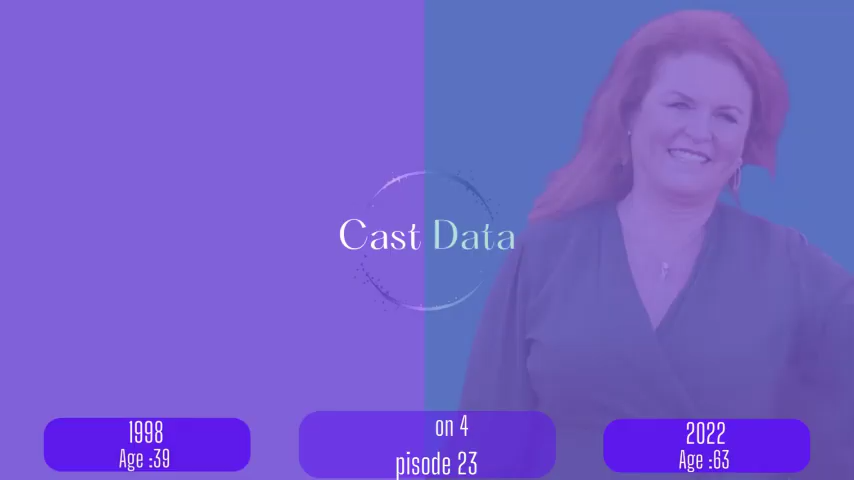 Cast Data
1998
Age :39
on 4
pisode 23
2022
Age :63